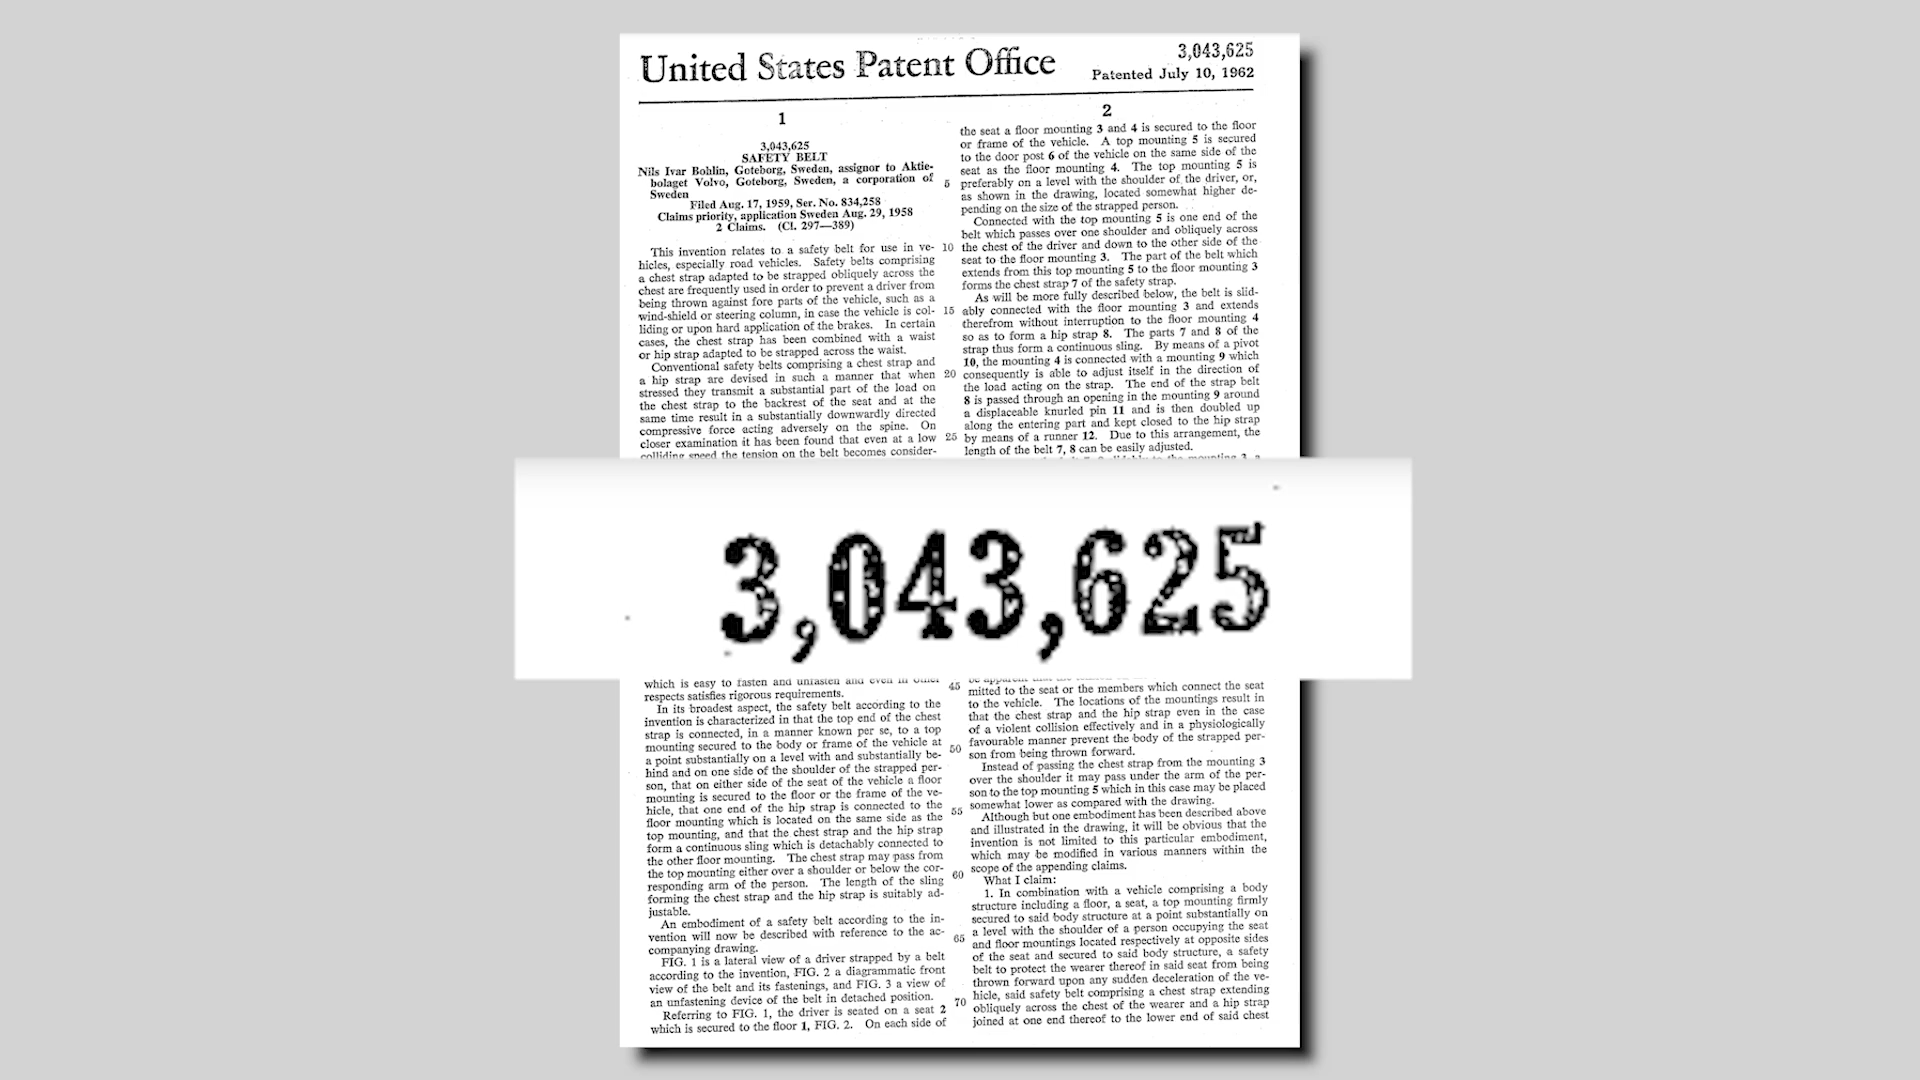 United States Patent Office
3,043,625
Patented July 10, 1962
1
3,043,625
SAFETY BELT
Nils Ivar Bohlin, Goteborg, Sweden, assignor to Aktie-
bolaget Volvo, Goteborg, Sweden, a corporation of
Sweden
Filed Aug. 17, 1959, Ser. No. 834,258
Claims priority, application Sweden Aug. 29, 1958
2 Claims. (Cl. 297—389)
This invention relates to a safety belt for use in ve-
hicles, especially road vehicles. Safety belts comprising
a chest strap adapted to be strapped obliquely across the
chest are frequently used in order to prevent a driver from
being thrown against fore parts of the vehicle, such as a
wind-shield or steering column, in case the vehicle is col-
liding or upon hard application of the brakes. In certain
cases, the chest strap has been combined with a waist
or hip strap adapted to be strapped across the waist.
Conventional safety belts comprising a chest strap and
a hip strap are devised in such a manner that when
stressed they transmit a substantial part of the load on
the chest strap to the backrest of the seat and at the
same time result in a substantially downwardly directed
compressive force acting adversely on the spine. On
closer examination it has been found that even at a low
colliding speed the tension on the belt becomes consider-
5
10
15
20
25
2
the seat a floor mounting 3 and 4 is secured to the floor
or frame of the vehicle. A top mounting 5 is secured
to the door post 6 of the vehicle on the same side of the
seat as the floor mounting 4. The top mounting 5 is
preferably on a level with the shoulder of the driver, or,
as shown in the drawing, located somewhat higher de-
pending on the size of the strapped person.
Connected with the top mounting 5 is one end of the
belt which passes over one shoulder and obliquely across
the chest of the driver and down to the other side of the
seat to the floor mounting 3. The part of the belt which
extends from this top mounting 5 to the floor mounting 3
forms the chest strap 7 of the safety strap.
As will be more fully described below, the belt is slid-
ably connected with the floor mounting 3 and extends
therefrom without interruption to the floor mounting 4
so as to form a hip strap 8. The parts 7 and 8 of the
strap thus form a continuous sling. By means of a pivot
10, the mounting 4 is connected with a mounting 9 which
consequently is able to adjust itself in the direction of
the load acting on the strap. The end of the strap belt
8 is passed through an opening in the mounting 9 around
a displaceable knurled pin 11 and is then doubled up
along the entering part and kept closed to the hip strap
by means of a runner 12. Due to this arrangement, the
length of the belt 7, 8 can be easily adjusted.
3,043,625
which is easy to fasten and unfasten and even in other
respects satisfies rigorous requirements.
In its broadest aspect, the safety belt according to the
invention is characterized in that the top end of the chest
strap is connected, in a manner known per se, to a top
mounting secured to the body or frame of the vehicle at
a point substantially on a level with and substantially be-
hind and on one side of the shoulder of the strapped per-
son, that on either side of the seat of the vehicle a floor
mounting is secured to the floor or the frame of the ve-
hicle, that one end of the hip strap is connected to the
floor mounting which is located on the same side as the
top mounting, and that the chest strap and the hip strap
form a continuous sling which is detachably connected to
the other floor mounting. The chest strap may pass from
the top mounting either over a shoulder or below the cor-
responding arm of the person. The length of the sling
forming the chest strap and the hip strap is suitably ad-
justable.
An embodiment of a safety belt according to the in-
vention will now be described with reference to the ac-
companying drawing.
FIG. 1 is a lateral view of a driver strapped by a belt
according to the invention, FIG. 2 a diagrammatic front
view of the belt and its fastenings, and FIG. 3 a view of
an unfastening device of the belt in detached position.
Referring to FIG. 1, the driver is seated on a seat 2
which is secured to the floor 1, FIG. 2. On each side of
45
50
55
60
65
70
mitted to the seat or the members which connect the seat
to the vehicle. The locations of the mountings result in
that the chest strap and the hip strap even in the case
of a violent collision effectively and in a physiologically
favourable manner prevent the body of the strapped per-
son from being thrown forward.
Instead of passing the chest strap from the mounting 3
over the shoulder it may pass under the arm of the per-
son to the top mounting 5 which in this case may be placed
somewhat lower as compared with the drawing.
Although but one embodiment has been described above
and illustrated in the drawing, it will be obvious that the
invention is not limited to this particular embodiment,
which may be modified in various manners within the
scope of the appending claims.
What I claim:
1. In combination with a vehicle comprising a body
structure including a floor, a seat, a top mounting firmly
secured to said body structure at a point substantially on
a level with the shoulder of a person occupying the seat
and floor mountings located respectively at opposite sides
of the seat and secured to said body structure, a safety
belt to protect the wearer thereof in said seat from being
thrown forward upon any sudden deceleration of the ve-
hicle, said safety belt comprising a chest strap extending
obliquely across the chest of the wearer and a hip strap
joined at one end thereof to the lower end of said chest